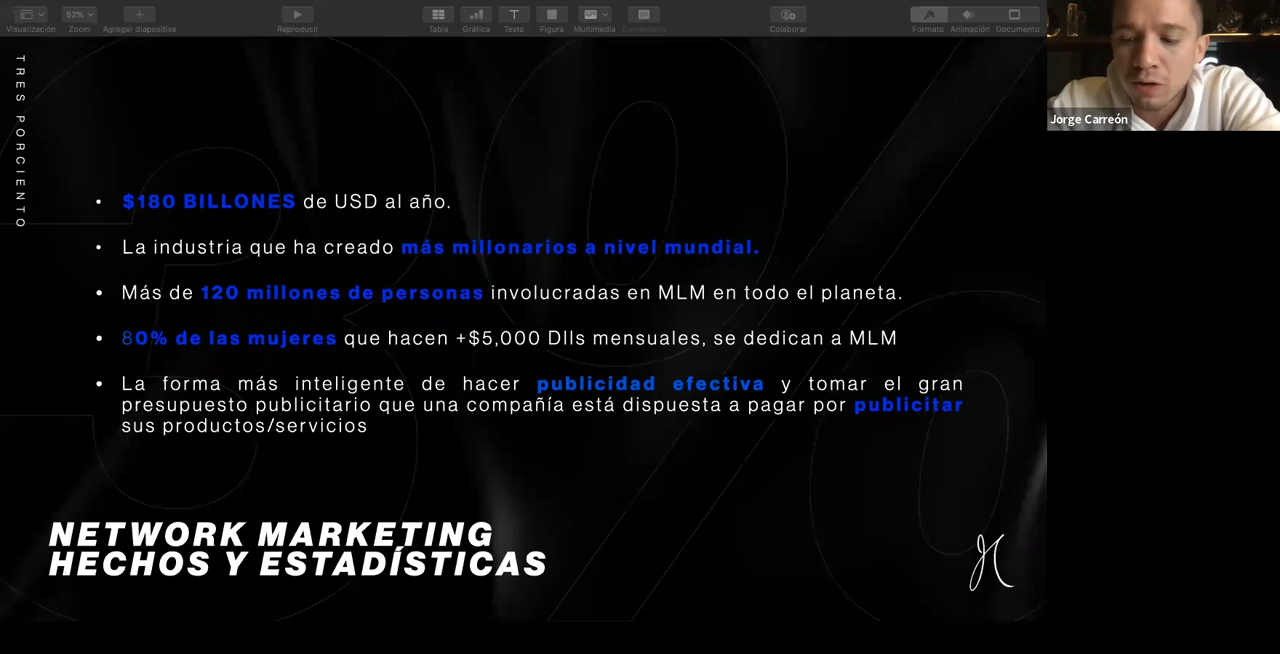 52%
Visualización
Zoom
Agregar diapositiva
Reproducir
Tabla
Gráfica
Texto
Figura
Multimedia
Comentario
Colaborar
Formato
Animación
Documento
Jorge Carreón
TRES PORCIENTO
• $180 BILLONES de USD al año.
• La industria que ha creado más millonarios a nivel mundial.
• Más de 120 millones de personas involucradas en MLM en todo el planeta.
• 80% de las mujeres que hacen +$5,000 Dlls mensuales, se dedican a MLM
• La forma más inteligente de hacer publicidad efectiva y tomar el gran
presupuesto publicitario que una compañía está dispuesta a pagar por publicitar
sus productos/servicios
NETWORK MARKETING
HECHOS Y ESTADÍSTICAS